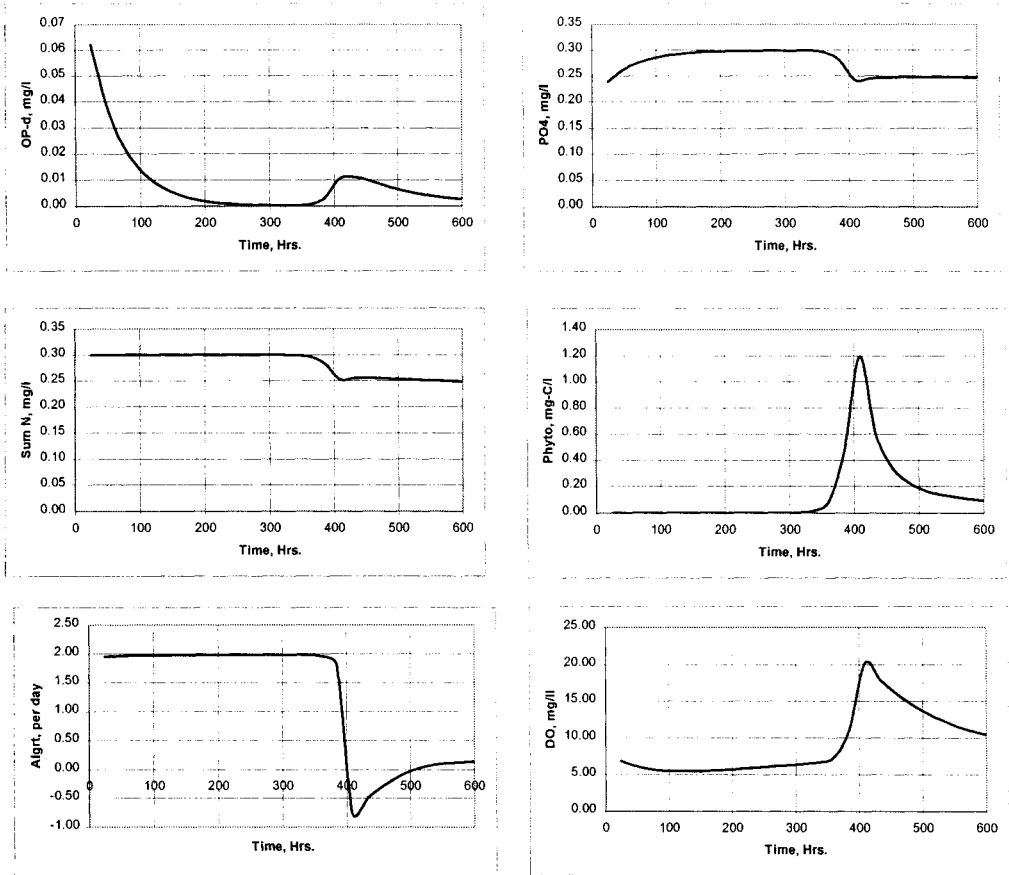 0.07
0.06
0.05
0.04
0.03
0.02
0.01
0.00
OP-d, mg/l
0 100 200 300 400 500 600
Time, Hrs.
0.35
0.30
0.25
0.20
0.15
0.10
0.05
0.00
PO4, mg/l
0 100 200 300 400 500 600
Time, Hrs.
0.35
0.30
0.25
0.20
0.15
0.10
0.05
0.00
Sum N, mg/l
0 100 200 300 400 500 600
Time, Hrs.
1.40
1.20
1.00
0.80
0.60
0.40
0.20
0.00
Phyto, mg-C/l
0 100 200 300 400 500 600
Time, Hrs.
2.50
2.00
1.50
1.00
0.50
0.00
-0.50
-1.00
Algrt, per day
0 100 200 300 400 500 600
Time, Hrs.
25.00
20.00
15.00
10.00
5.00
0.00
DO, mg/ll
0 100 200 300 400 500 600
Time, Hrs.